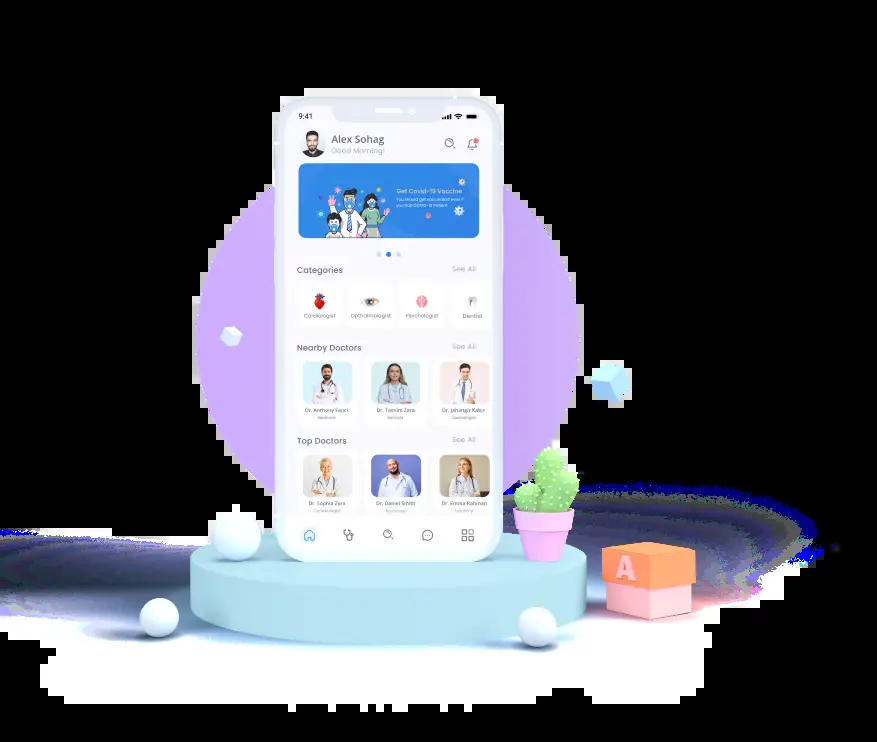 9:41
Alex Sohag
Good Morning!
Get Covid-19 Vaccine
Categories
See All
Cardiologist
Opthalmologist
Psychologist
Dentist
Nearby Doctors
See All
Dr. Anthony Fauci
Dr. Tasnim Zara
Dr. Jahangir Kabir
Top Doctors
See All
Dr. Sophia Zera
Dr. Daniel Smith
Dr. Emma Rahman
A